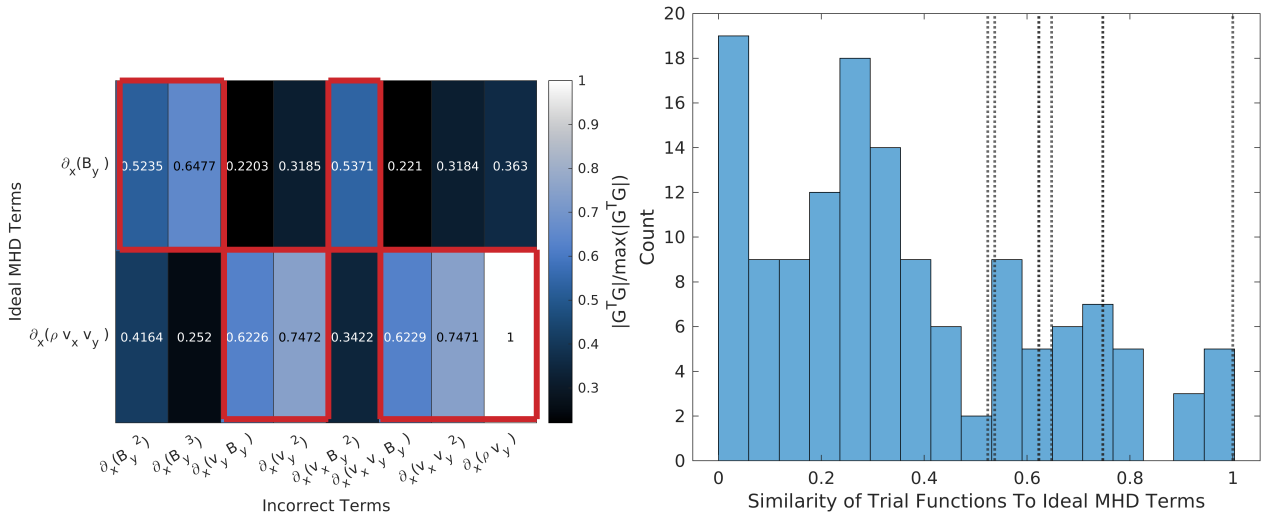 Ideal MHD Terms
∂x(By )
0.5235 0.6477 0.2203 0.3185 0.5371 0.221 0.3184 0.363
∂x(ρ vx vy )
0.4164 0.252 0.6226 0.7472 0.3422 0.6229 0.7471 1
∂x(By2)
∂x(By3)
∂x(vy By)
∂x(vy2)
∂x(vx By2)
∂x(vx vy By)
∂x(vx vy2)
∂x(ρ vy)
Incorrect Terms
1
0.9
0.8
0.7
0.6
0.5
0.4
0.3
|GTG|/max(|GTG|)
Count
20
18
16
14
12
10
8
6
4
2
0
0 0.2 0.4 0.6 0.8 1
Similarity of Trial Functions To Ideal MHD Terms